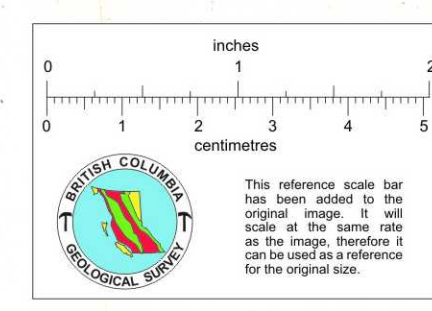 inches
0 1 2
0 1 2 3 4 5
centimetres
BRITISH COLUMBIA
GEOLOGICAL SURVEY
This reference scale bar
has been added to the
original image. It will
scale at the same rate
as the image, therefore it
can be used as a reference
for the original size.